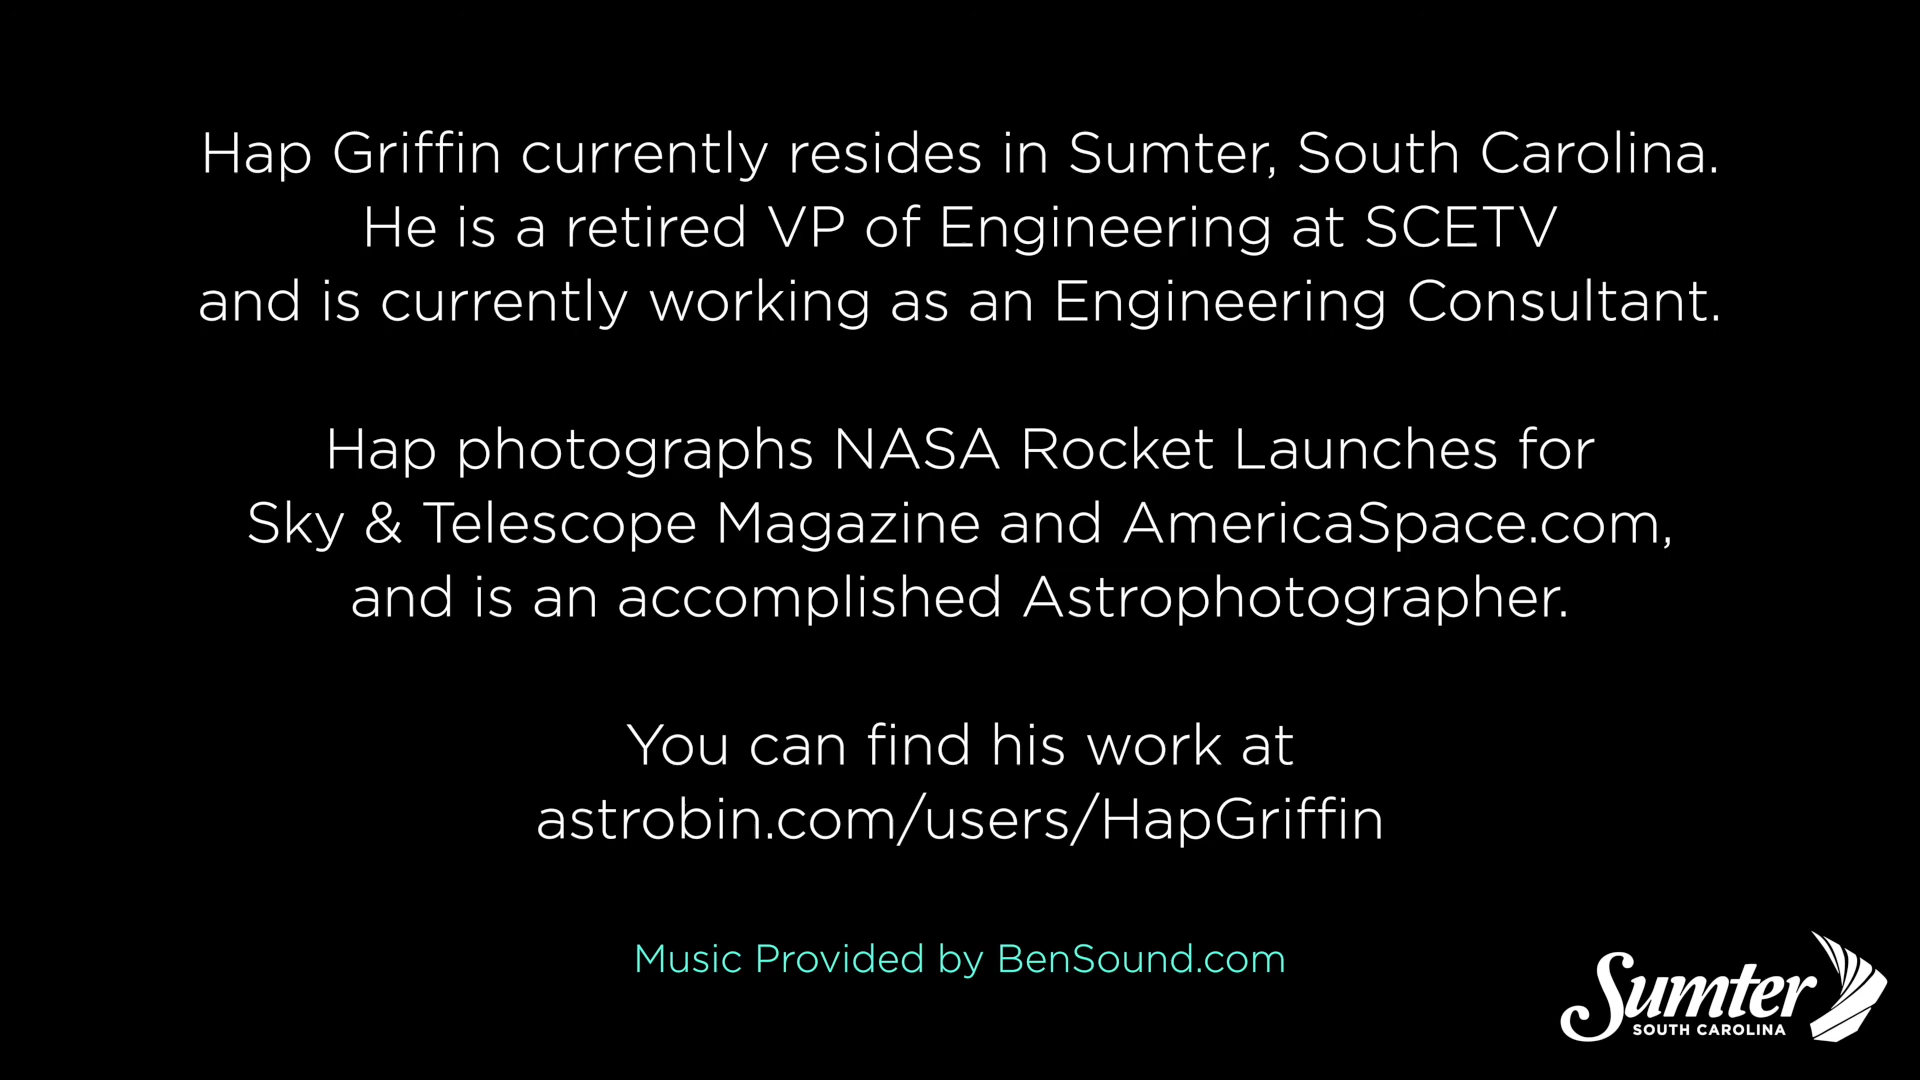 Hap Griffin currently resides in Sumter, South Carolina.
He is a retired VP of Engineering at SCETV
and is currently working as an Engineering Consultant.
Hap photographs NASA Rocket Launches for
Sky & Telescope Magazine and AmericaSpace.com,
and is an accomplished Astrophotographer.
You can find his work at
astrobin.com/users/HapGriffin
Music Provided by BenSound.com
Sumter
SOUTH CAROLINA